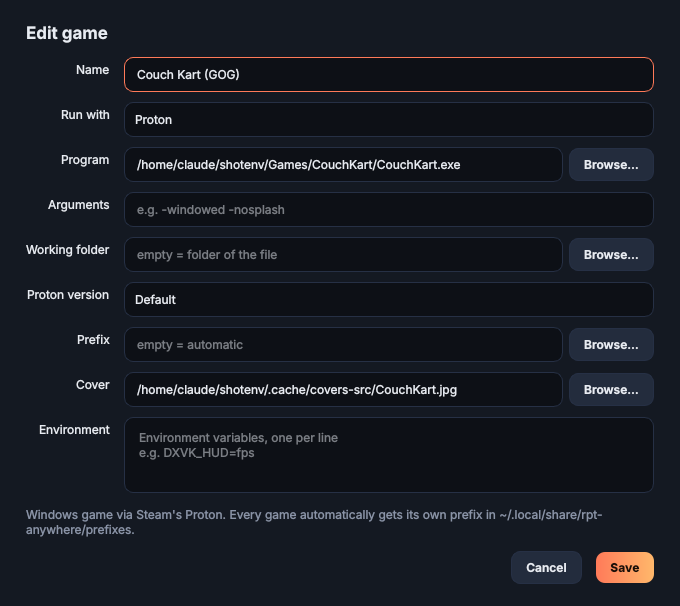 Edit game
Name
Couch Kart (GOG)
Run with
Proton
Program
/home/claude/shotenv/Games/CouchKart/CouchKart.exe
Browse...
Arguments
e.g. -windowed -nosplash
Working folder
empty = folder of the file
Browse...
Proton version
Default
Prefix
empty = automatic
Browse...
Cover
/home/claude/shotenv/.cache/covers-src/CouchKart.jpg
Browse...
Environment
Environment variables, one per line
e.g. DXVK_HUD=fps
Windows game via Steam's Proton. Every game automatically gets its own prefix in ~/.local/share/rpt-
anywhere/prefixes.
Cancel
Save